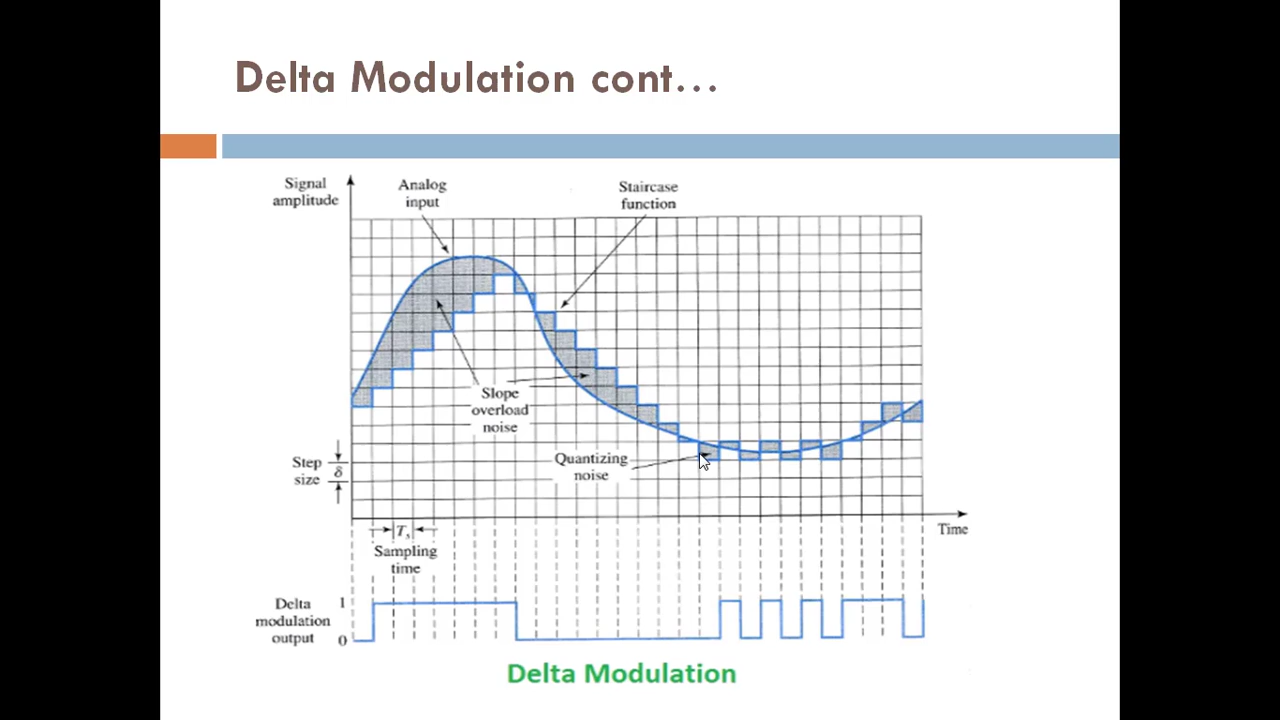 Delta Modulation cont...
Signal
amplitude
Analog
input
Staircase
function
Slope
overload
noise
Step
size
δ
Quantizing
noise
Ts
Sampling
time
Time
Delta
modulation
output
1
0
Delta Modulation